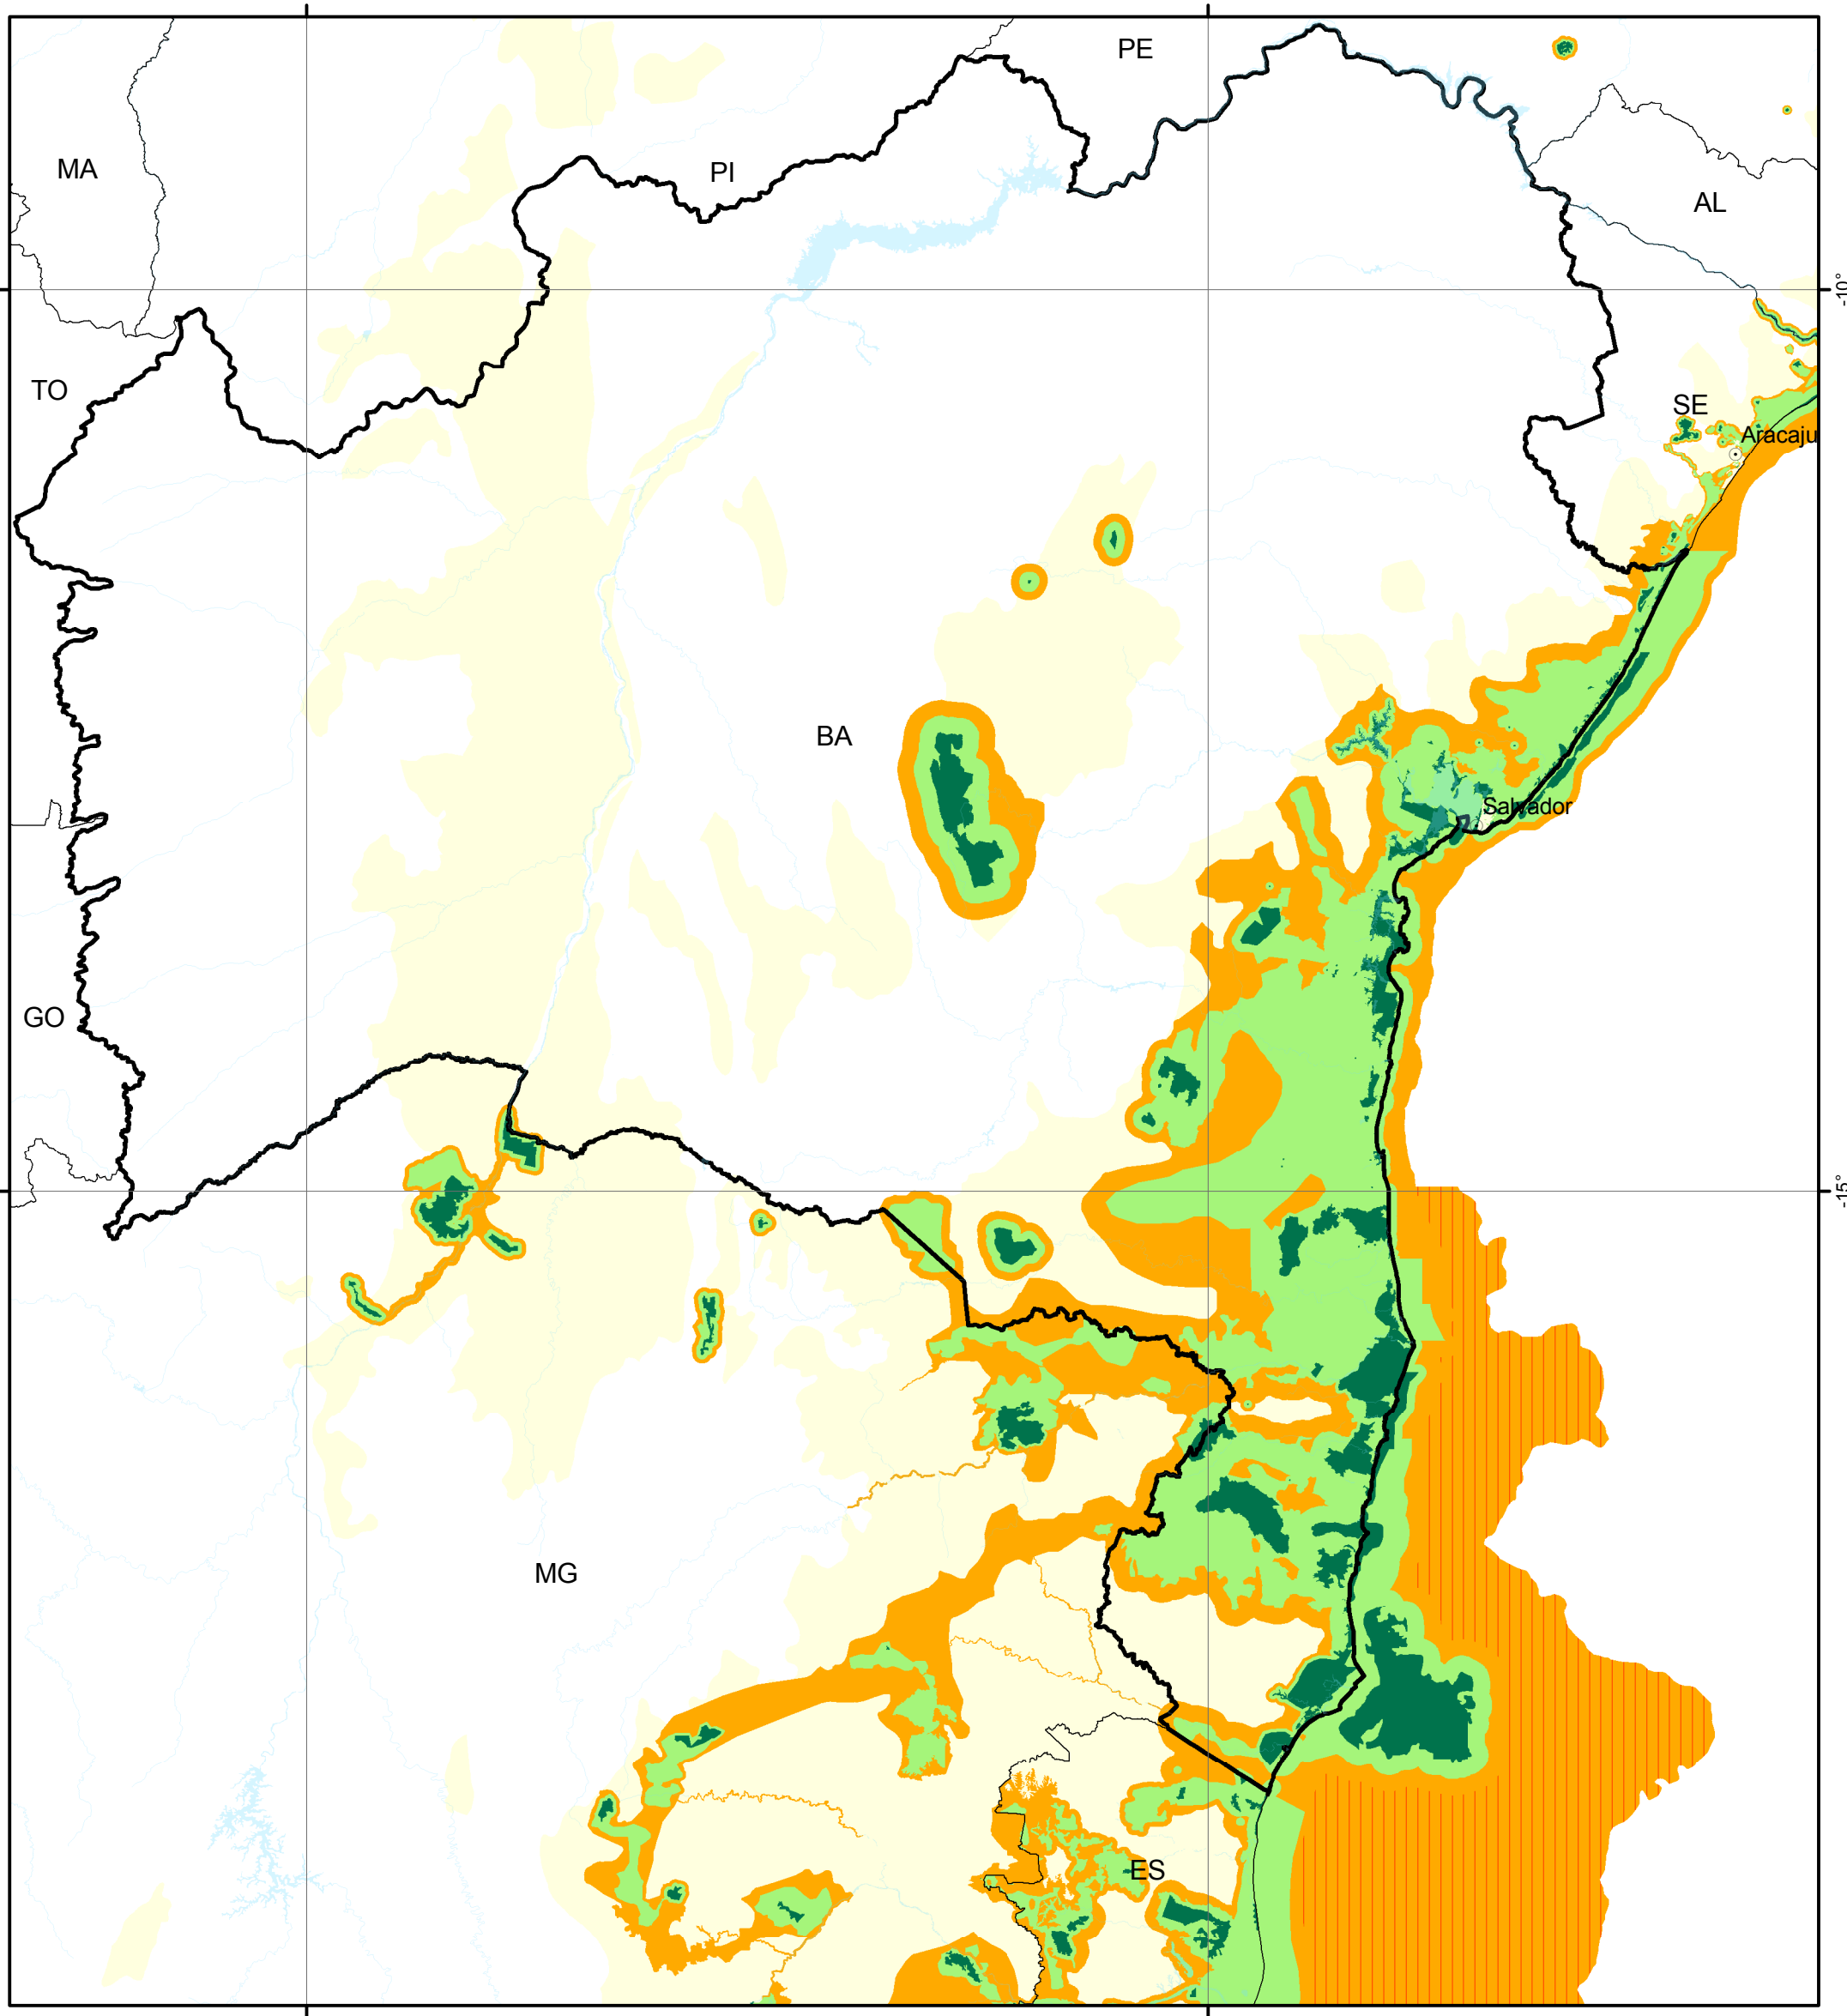 PE
MA
PI
AL
-10°
TO
SE
Aracaju
BA
Salvador
GO
-15°
MG
ES